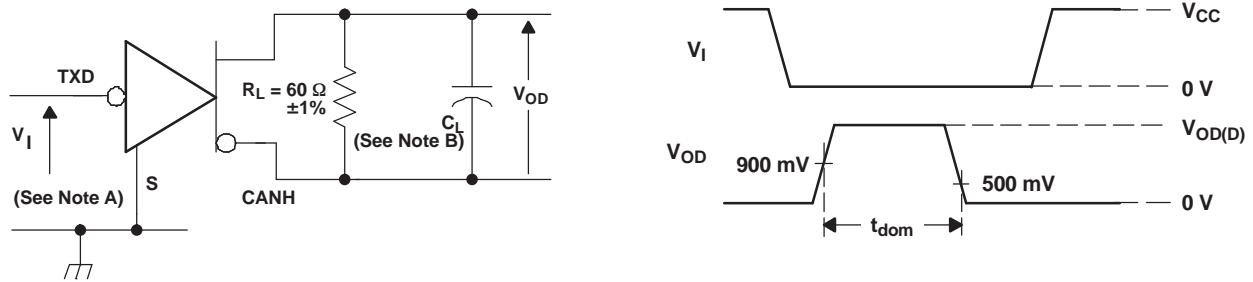 TXD
V_I
(See Note A)
S
R_L = 60 Ω
±1%
C_L
(See Note B)
V_OD
CANH
V_I
V_CC
0 V
V_OD
900 mV
V_OD(D)
500 mV
0 V
t_dom